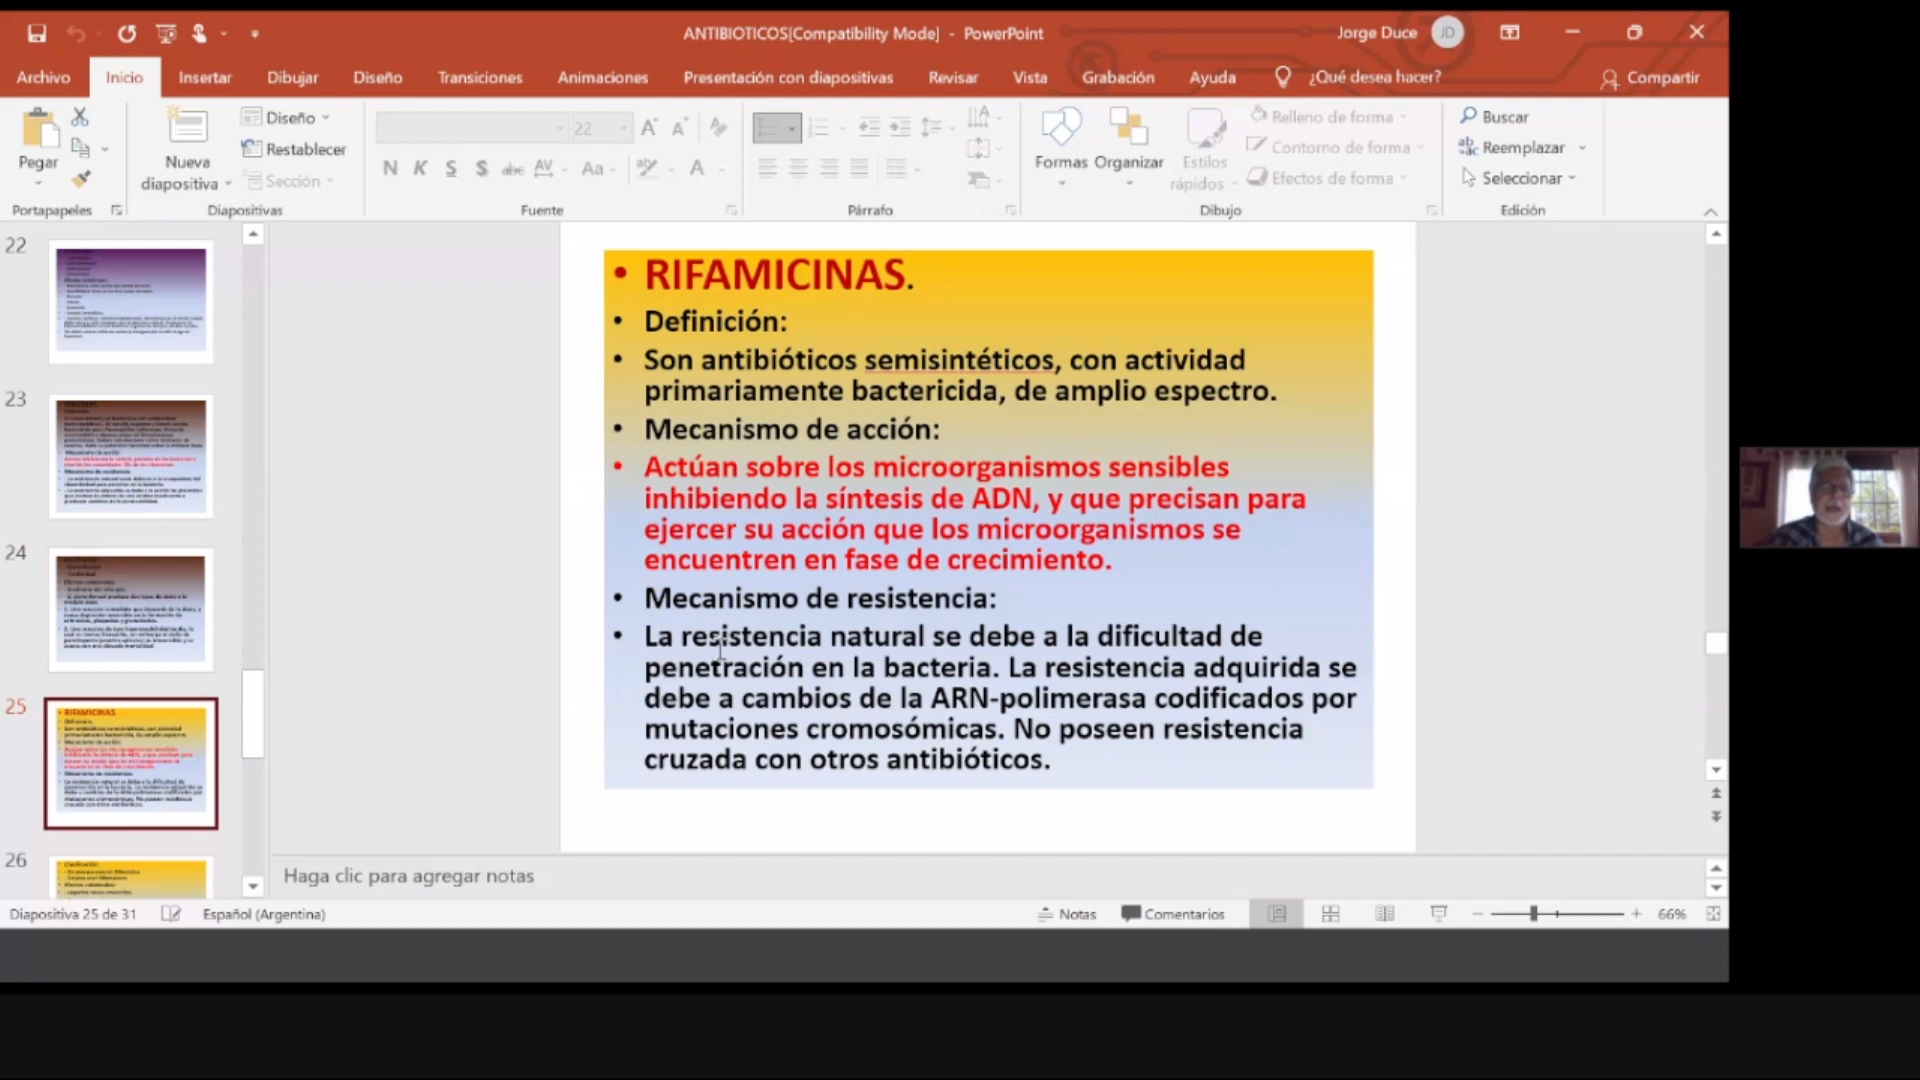 ANTIBIOTICOS[Compatibility Mode] - PowerPoint
Jorge Duce JD
Archivo Inicio Insertar Dibujar Diseño Transiciones Animaciones Presentación con diapositivas Revisar Vista Grabación Ayuda ¿Qué desea hacer? Compartir
Pegar
Nueva diapositiva
Diseño
Restablecer
Sección
22
N K S S abc AV Aa A
Formas Organizar Estilos rápidos
Relleno de forma
Contorno de forma
Efectos de forma
Buscar
Reemplazar
Seleccionar
Portapapeles Diapositivas Fuente Párrafo Dibujo Edición
22
23
24
25
RIFAMICINAS.
26
• RIFAMICINAS.
• Definición:
• Son antibióticos semisintéticos, con actividad
primariamente bactericida, de amplio espectro.
• Mecanismo de acción:
• Actúan sobre los microorganismos sensibles
inhibiendo la síntesis de ADN, y que precisan para
ejercer su acción que los microorganismos se
encuentren en fase de crecimiento.
• Mecanismo de resistencia:
• La resistencia natural se debe a la dificultad de
penetración en la bacteria. La resistencia adquirida se
debe a cambios de la ARN-polimerasa codificados por
mutaciones cromosómicas. No poseen resistencia
cruzada con otros antibióticos.
Haga clic para agregar notas
Diapositiva 25 de 31 Español (Argentina) Notas Comentarios 66%